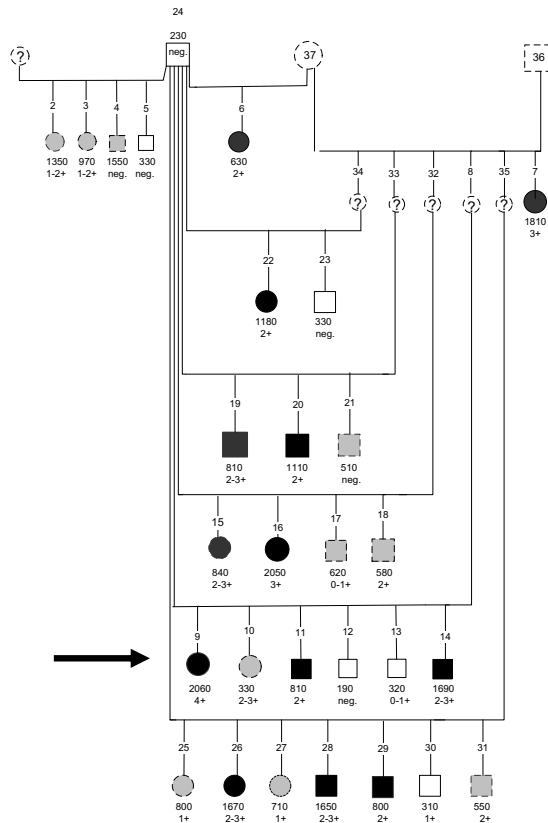 24
230
neg.
?
37
36
2 3 4 5
6
1350 970 1550 330
1-2+ 1-2+ neg. neg.
630
2+
34 33 32 8 35 7
? ? ? ? ?
1810
3+
22 23
1180 330
2+ neg.
19 20 21
810 1110 510
2-3+ 2+ neg.
15 16 17 18
840 2050 620 580
2-3+ 3+ 0-1+ 2+
9 10 11 12 13 14
2060 330 810 190 320 1690
4+ 2-3+ 2+ neg. 0-1+ 2-3+
25 26 27 28 29 30 31
800 1670 710 1650 800 310 550
1+ 2-3+ 1+ 2-3+ 2+ 1+ 2+